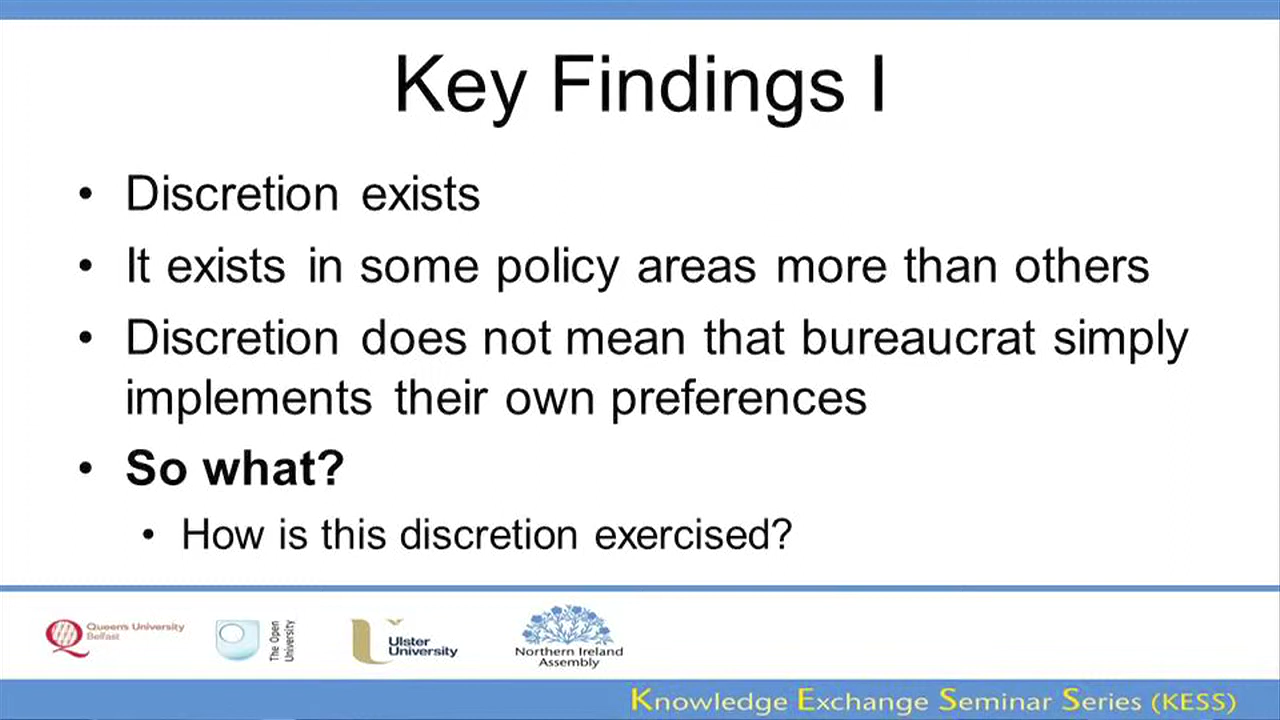 Key Findings I
• Discretion exists
• It exists in some policy areas more than others
• Discretion does not mean that bureaucrat simply
implements their own preferences
• So what?
• How is this discretion exercised?
Queen's University
Belfast
The Open
University
Ulster
University
Northern Ireland
Assembly
Knowledge Exchange Seminar Series (KESS)